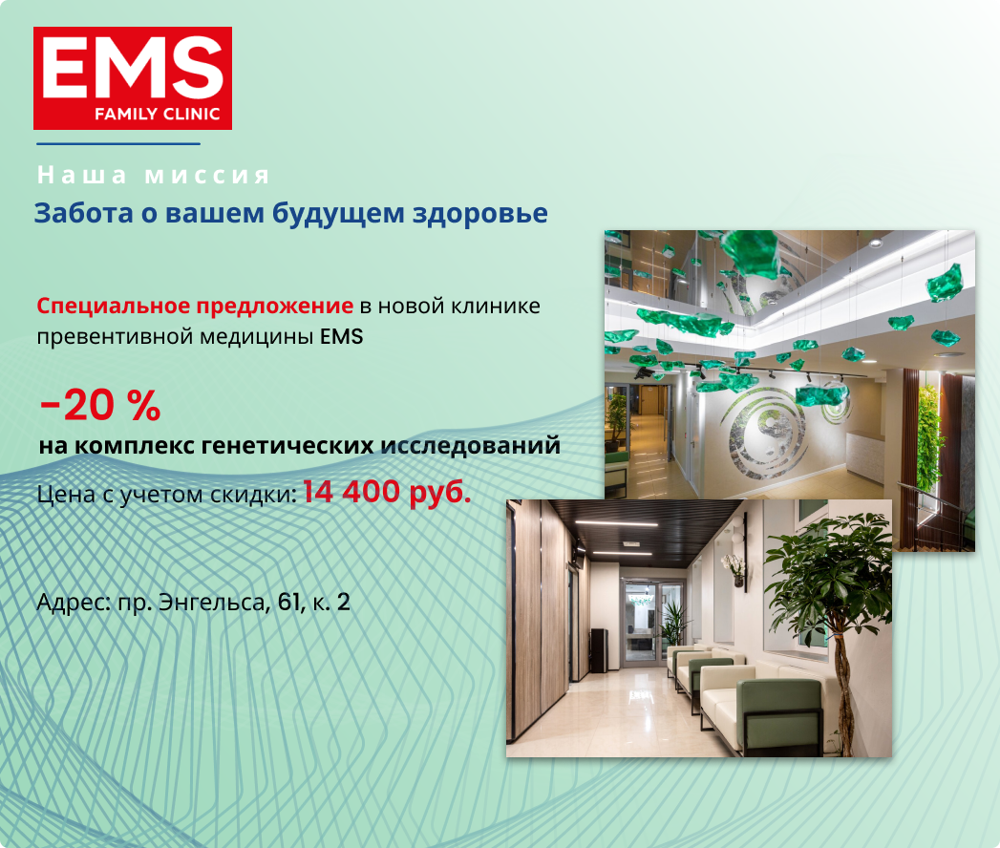 EMS
FAMILY CLINIC
Наша миссия
Забота о вашем будущем здоровье
Специальное предложение в новой клинике
превентивной медицины EMS
-20 %
на комплекс генетических исследований
Цена с учетом скидки: 14 400 руб.
Адрес: пр. Энгельса, 61, к. 2